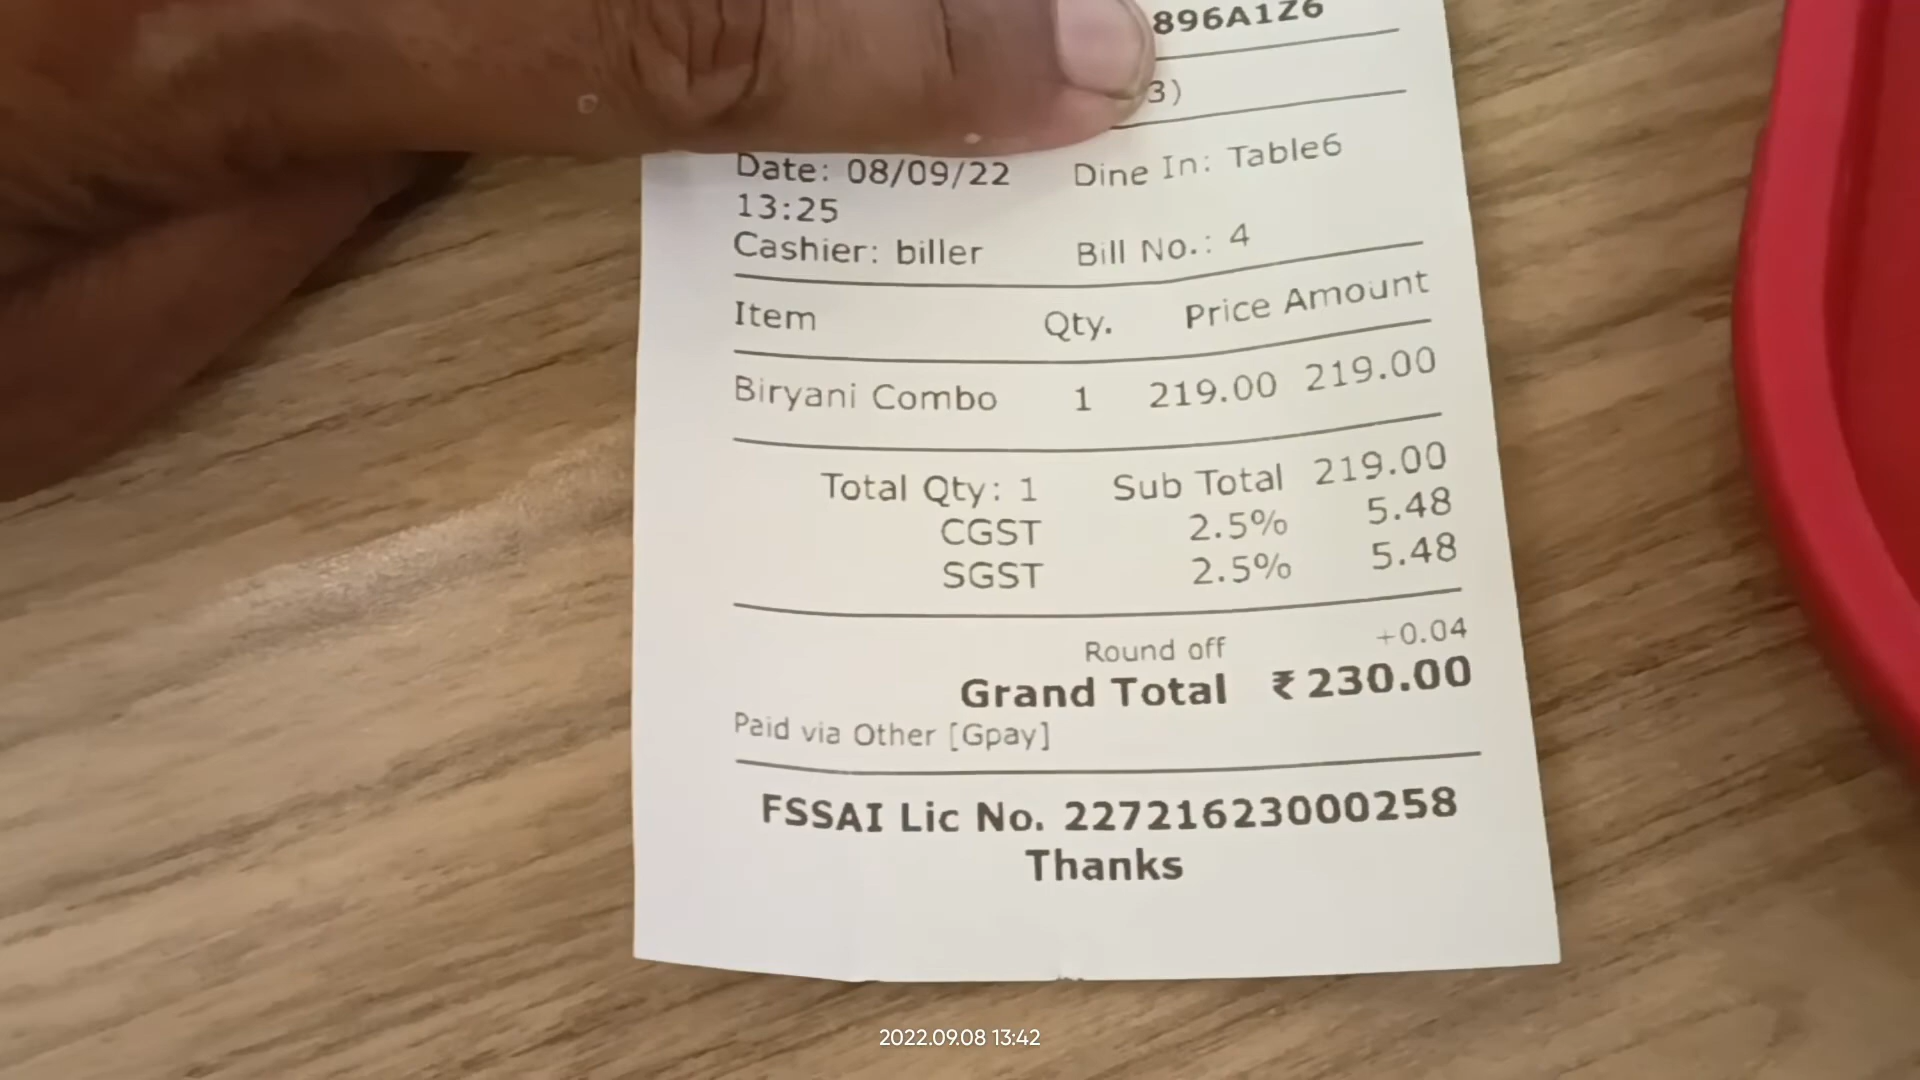 896A1Z6
3)
Date: 08/09/22 Dine In: Table6
13:25
Cashier: biller Bill No.: 4
Item Qty. Price Amount
Biryani Combo 1 219.00 219.00
Total Qty: 1 Sub Total 219.00
CGST 2.5% 5.48
SGST 2.5% 5.48
Round off +0.04
Grand Total ₹ 230.00
Paid via Other [Gpay]
FSSAI Lic No. 22721623000258
Thanks
2022.09.08 13:42